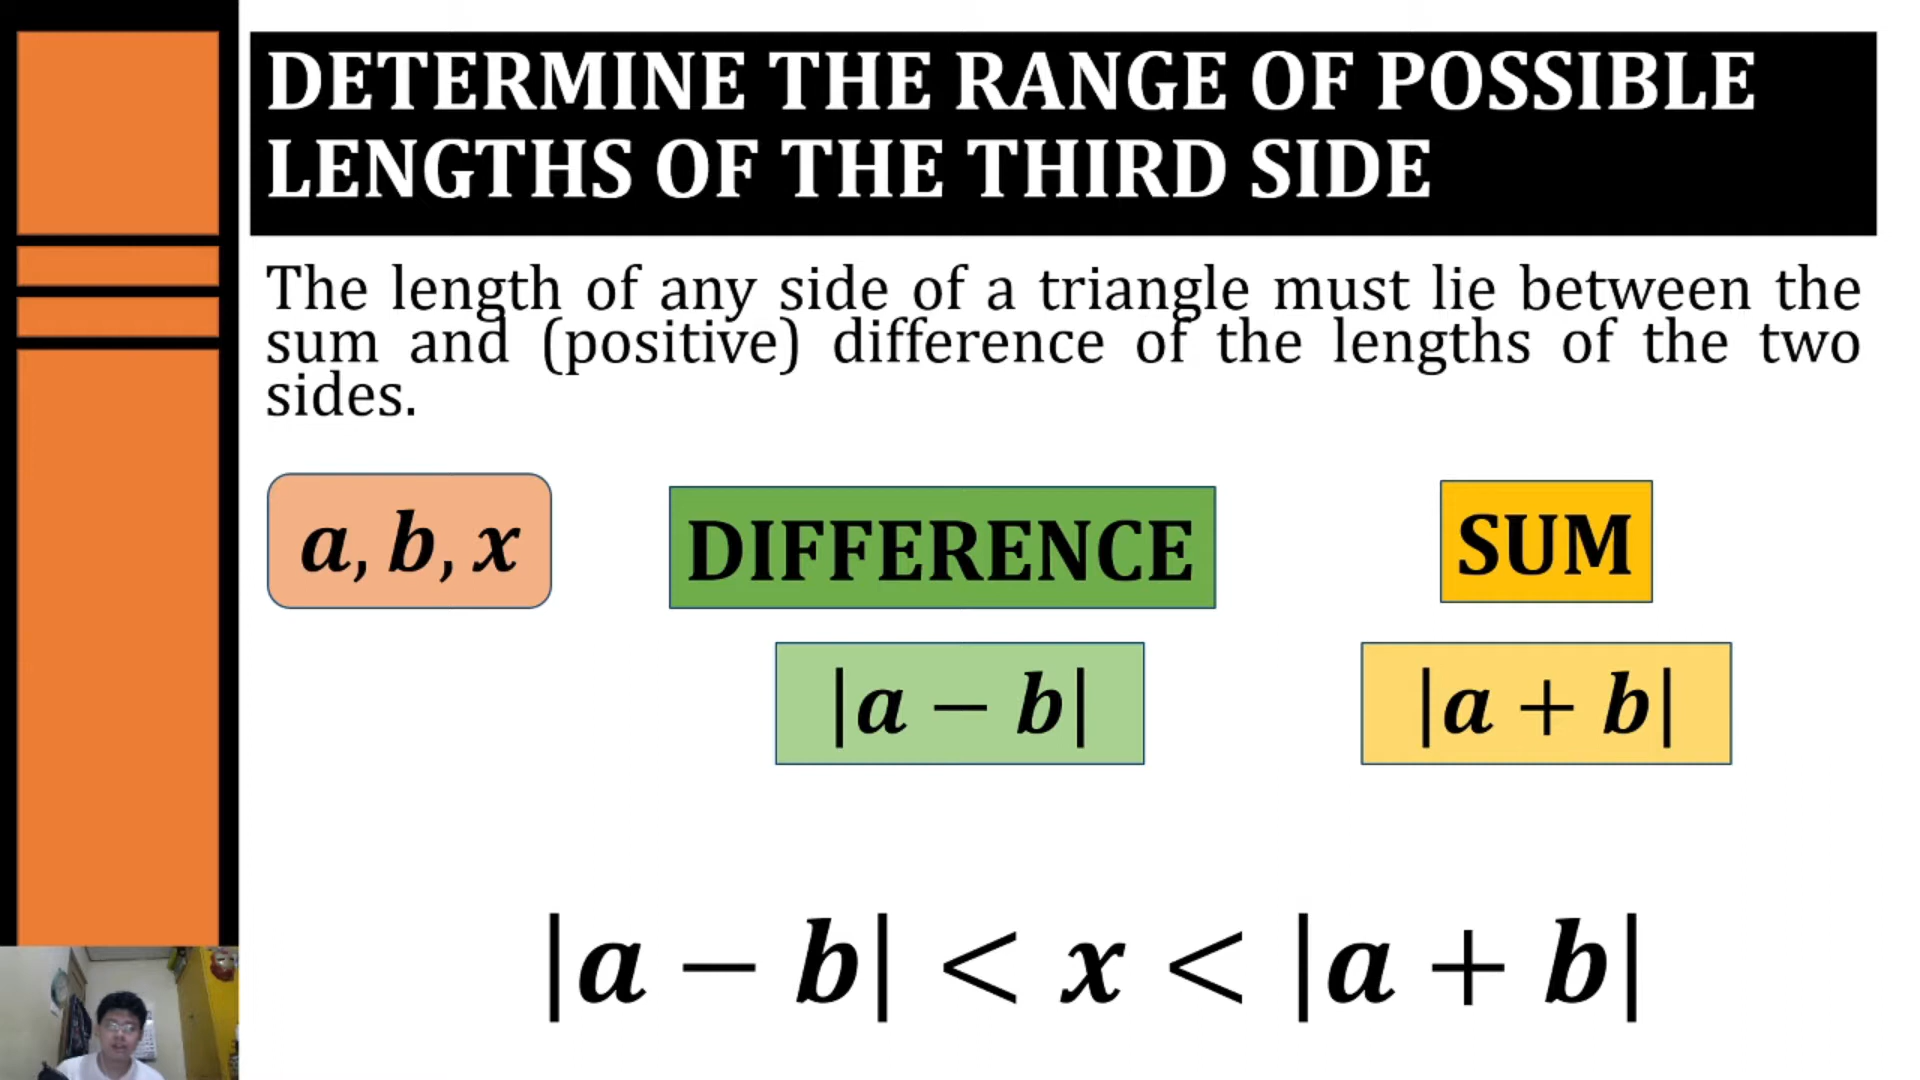 DETERMINE THE RANGE OF POSSIBLE
LENGTHS OF THE THIRD SIDE
The length of any side of a triangle must lie between the
sum and (positive) difference of the lengths of the two
sides.
a, b, x
DIFFERENCE
SUM
|a − b|
|a + b|
|a − b| < x < |a + b|